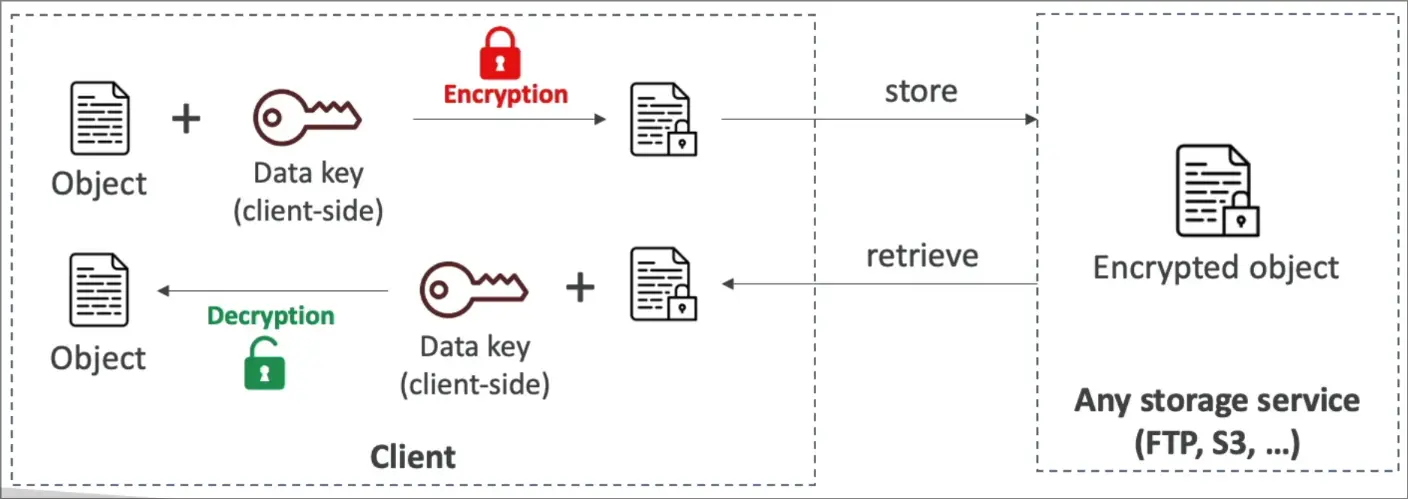 Encryption
store
Object
Data key
(client-side)
retrieve
Encrypted object
Decryption
Object
Data key
(client-side)
Any storage service
(FTP, S3, …)
Client